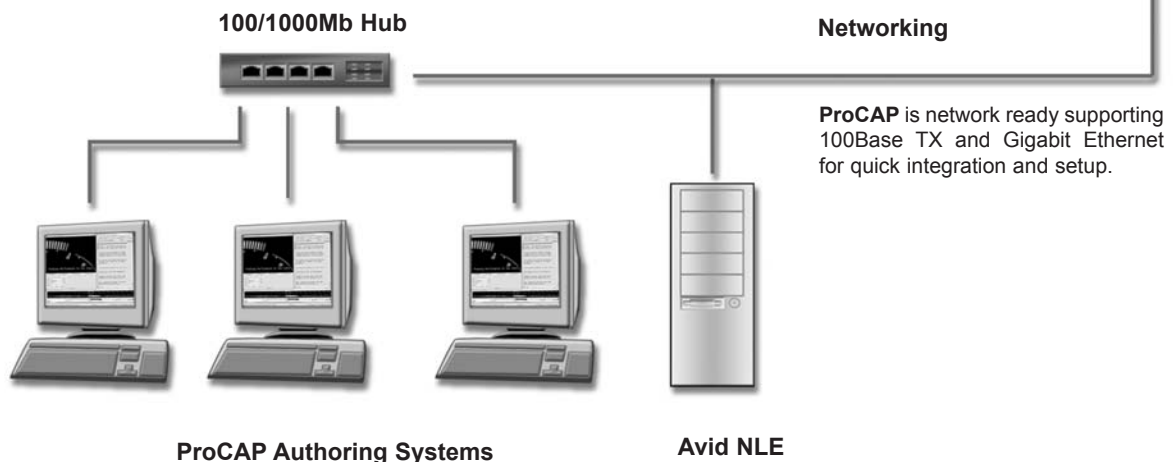 100/1000Mb Hub
Networking
ProCAP is network ready supporting
100Base TX and Gigabit Ethernet
for quick integration and setup.
ProCAP Authoring Systems
Avid NLE